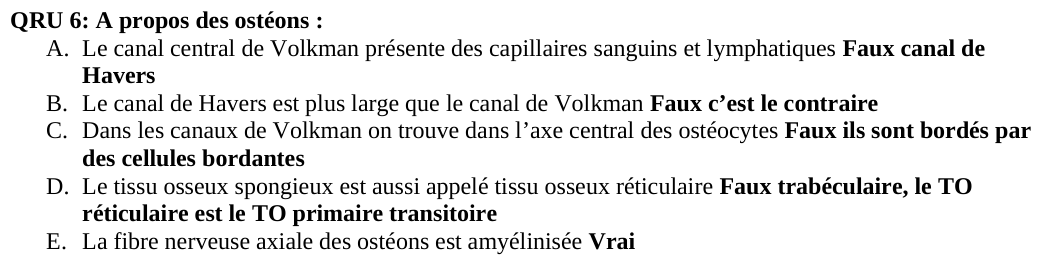 QRU 6: A propos des ostéons :
A. Le canal central de Volkman présente des capillaires sanguins et lymphatiques Faux canal de
Havers
B. Le canal de Havers est plus large que le canal de Volkman Faux c’est le contraire
C. Dans les canaux de Volkman on trouve dans l’axe central des ostéocytes Faux ils sont bordés par
des cellules bordantes
D. Le tissu osseux spongieux est aussi appelé tissu osseux réticulaire Faux trabéculaire, le TO
réticulaire est le TO primaire transitoire
E. La fibre nerveuse axiale des ostéons est amyélinisée Vrai